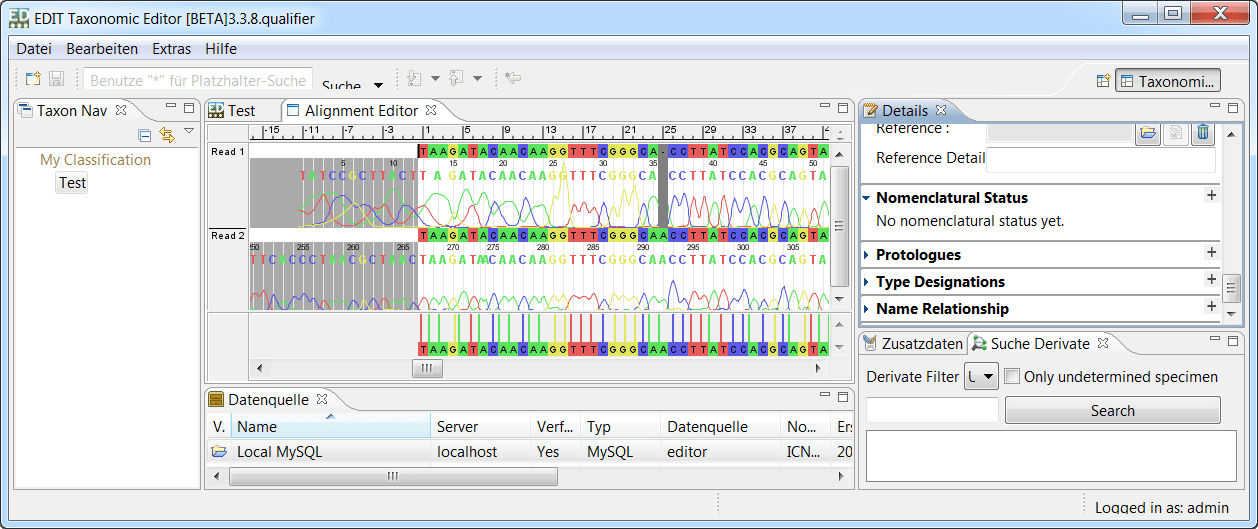 EDIT Taxonomic Editor [BETA]3.3.8.qualifier
Datei Bearbeiten Extras Hilfe
Benutze "*" für Platzhalter-Suche Suche Taxonomi...
Taxon Nav
My Classification
Test
Test Alignment Editor
-15 -11 -7 -3 1 5 9 13 17 21 25 29 33 37
Read 1 TAAGATACAACAAGGTTTCGGGCA-CCTTATCCACGCAGTA
5 10 15 20 25 30 35 40 45 50
TATCCGCTTACTTAGATACAACAAGGTTTCGGGCACCTTATCCACGCAGTA
Read 2 TAAGATACAACAAGGTTTCGGGCAACCTTATCCACGCAGTA
255 260 265 270 275 280 285 290 295 300 305
TTCACCCTAACGCTAACTAAGATAACAACAAGGTTTCGGGCAACCTTATCCACGCAGTA
TAAGATACAACAAGGTTTCGGGCAACCTTATCCACGCAGTA
Datenquelle
V. Name Server Verf... Typ Datenquelle No... Ers
Local MySQL localhost Yes MySQL editor ICN... 20
Details
Reference :
Reference Detail
Nomenclatural Status
No nomenclatural status yet.
Protologues
Type Designations
Name Relationship
Zusatzdaten Suche Derivate
Derivate Filter Only undetermined specimen
Search
Logged in as: admin